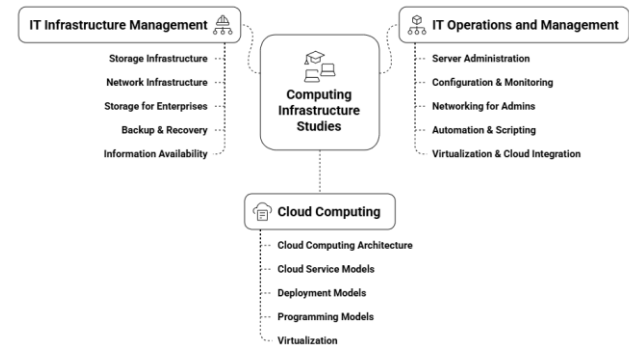 IT Infrastructure Management
Storage Infrastructure
Network Infrastructure
Storage for Enterprises
Backup & Recovery
Information Availability
Computing
Infrastructure
Studies
IT Operations and Management
Server Administration
Configuration & Monitoring
Networking for Admins
Automation & Scripting
Virtualization & Cloud Integration
Cloud Computing
Cloud Computing Architecture
Cloud Service Models
Deployment Models
Programming Models
Virtualization